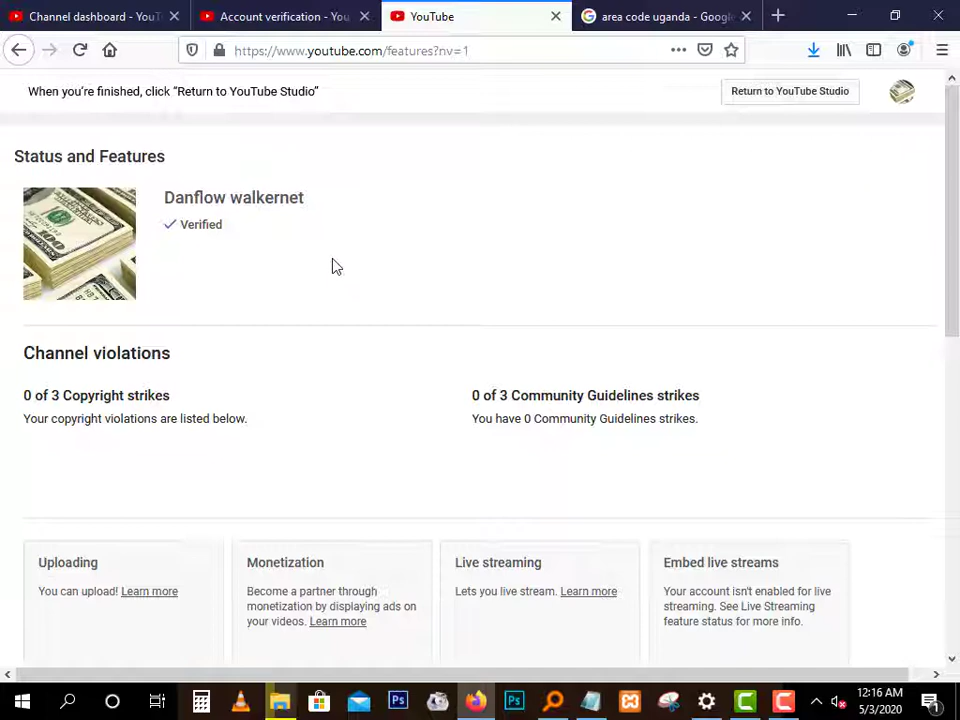 Channel dashboard - YouT
Account verification - You
YouTube
area code uganda - Google
https://www.youtube.com/features?nv=1
When you're finished, click "Return to YouTube Studio"
Return to YouTube Studio
Status and Features
Danflow walkernet
Verified
Channel violations
0 of 3 Copyright strikes
Your copyright violations are listed below.
0 of 3 Community Guidelines strikes
You have 0 Community Guidelines strikes.
Uploading
You can upload! Learn more
Monetization
Become a partner through
monetization by displaying ads on
your videos. Learn more
Live streaming
Lets you live stream. Learn more
Embed live streams
Your account isn't enabled for live
streaming. See Live Streaming
feature status for more info.
12:16 AM
5/3/2020